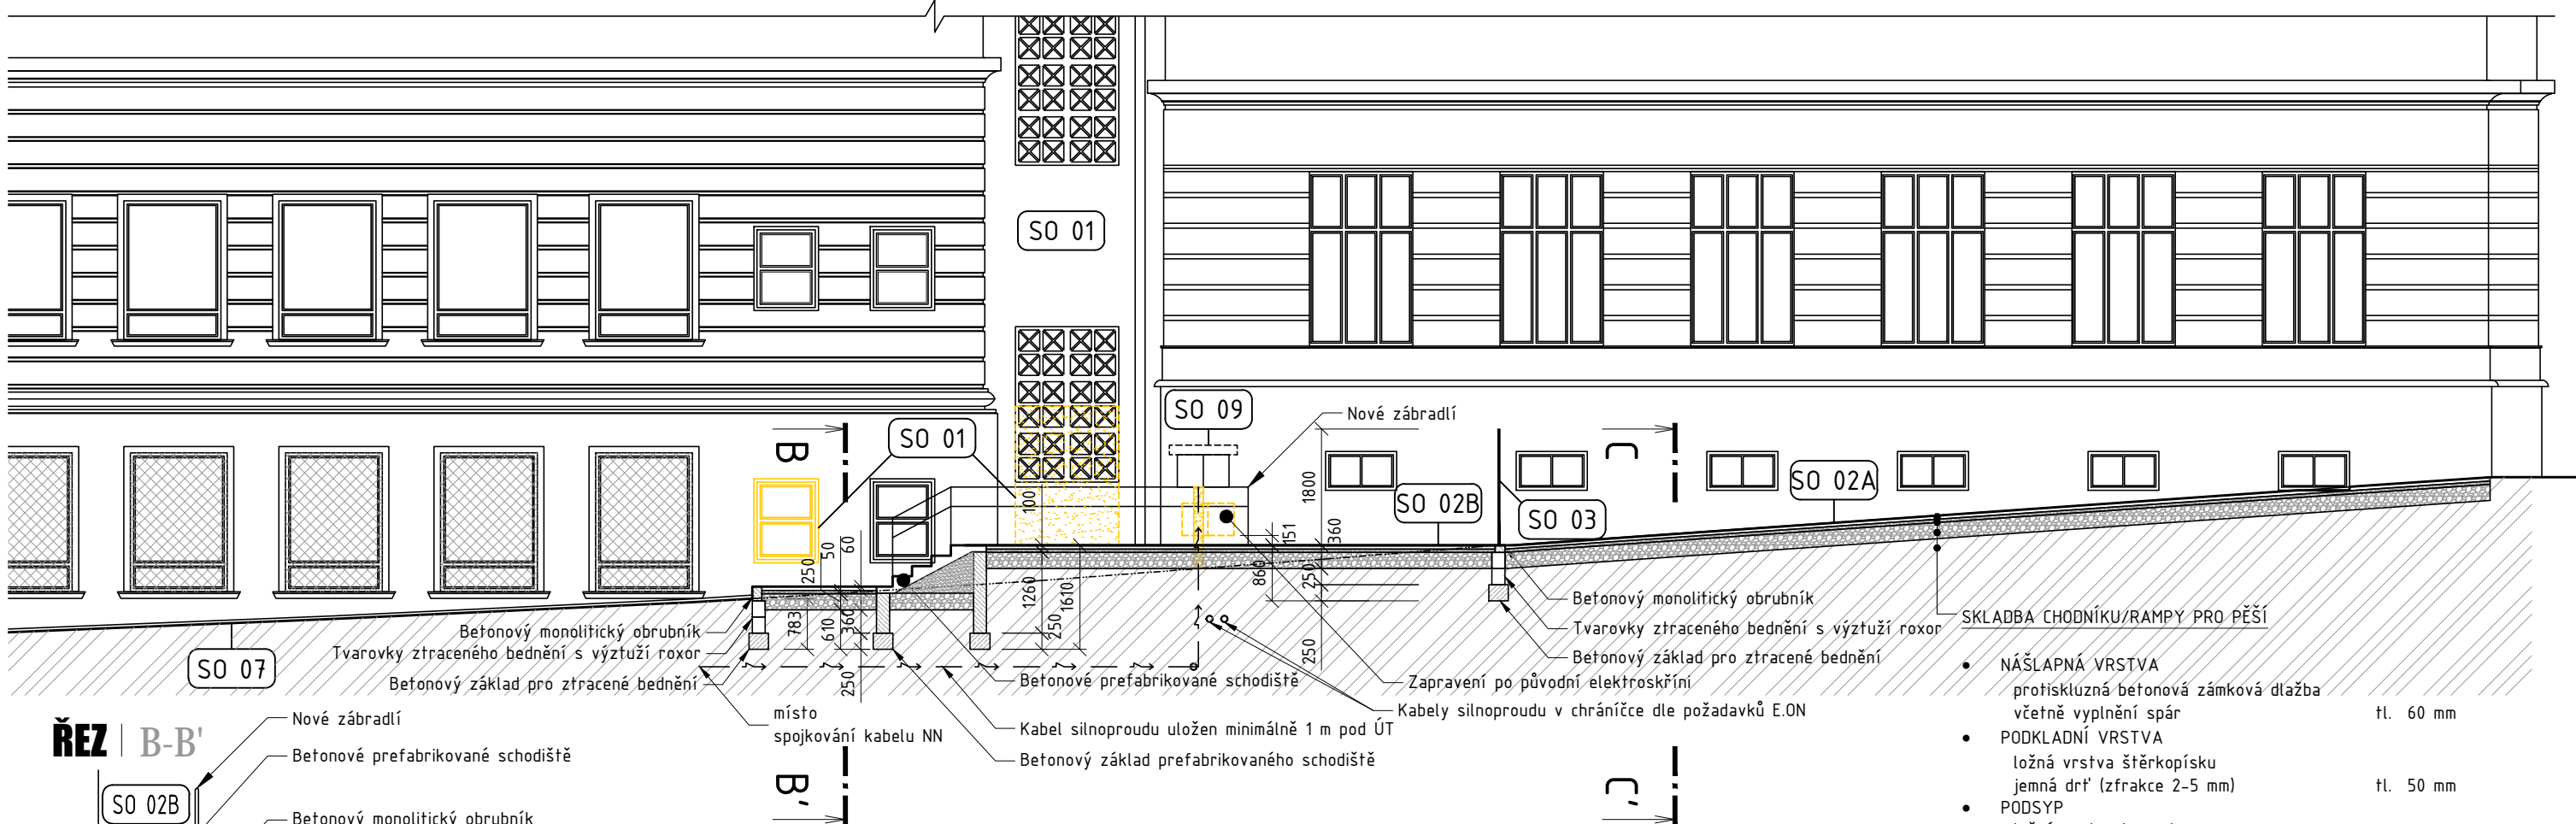 SO 01
SO 09
Nové zábradlí
B
SO 01
C
SO 02A
SO 02B
SO 03
1800
100
151
360
50
60
250
860
250
1260
1610
783
610
360
250
250
250
Betonový monolitický obrubník
Tvarovky ztraceného bednění s výztuží roxor
Betonový základ pro ztracené bednění
SO 07
Betonový monolitický obrubník
Tvarovky ztraceného bednění s výztuží roxor
Betonový základ pro ztracené bednění
SKLADBA CHODNÍKU/RAMPY PRO PĚŠÍ
Betonové prefabrikované schodiště
Zapravení po původní elektroskříni
Kabely silnoproudu v chráničce dle požadavků E.ON
místo
spojkování kabelu NN
Kabel silnoproudu uložen minimálně 1 m pod ÚT
Betonový základ prefabrikovaného schodiště
• NÁŠLAPNÁ VRSTVA
protiskluzná betonová zámková dlažba
včetně vyplnění spár tl. 60 mm
• PODKLADNÍ VRSTVA
ložná vrstva štěrkopísku
jemná drť (zfrakce 2-5 mm) tl. 50 mm
• PODSYP
ŘEZ | B-B'
Nové zábradlí
Betonové prefabrikované schodiště
SO 02B
Betonový monolitický obrubník
B'
C'